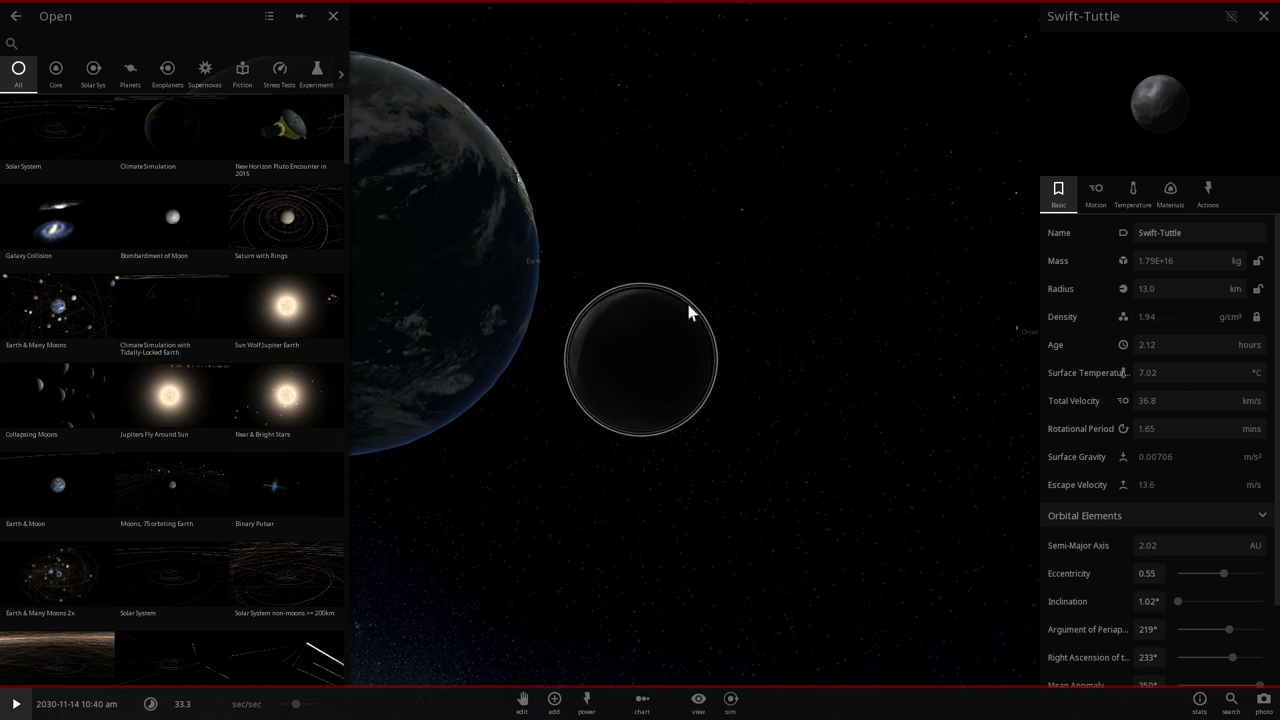 Open
All
Core
Solar Sys
Planets
Exoplanets
Supernovas
Fiction
Stress Tests
Experiment:
Solar System
Climate Simulation
New Horizon Pluto Encounter in
2015
Galaxy Collision
Bombardment of Moon
Saturn with Rings
Earth & Many Moons
Climate Simulation with
Tidally-Locked Earth
Sun Wolf Jupiter Earth
Collapsing Moons
Jupiters Fly Around Sun
Near & Bright Stars
Earth & Moon
Moons, 75 orbiting Earth
Binary Pulsar
Earth & Many Moons 2x
Solar System
Solar System non-moons >= 200km
Earth
Swift-Tuttle
Basic
Motion
Temperature
Materials
Actions
Name Swift-Tuttle
Mass 1.79E+16 kg
Radius 13.0 km
Density 1.94 g/cm³
Age 2.12 hours
Surface Temperatu... 7.02 °C
Total Velocity 36.8 km/s
Rotational Period 1.65 mins
Surface Gravity 0.00706 m/s²
Escape Velocity 13.6 m/s
Orbital Elements
Semi-Major Axis 2.02 AU
Eccentricity 0.55
Inclination 1.02°
Argument of Periap... 219°
Right Ascension of t... 233°
Mean Anomaly 350°
2030-11-14 10:40 am
33.3
sec/sec
edit
add
power
chart
view
sim
stats
search
photo